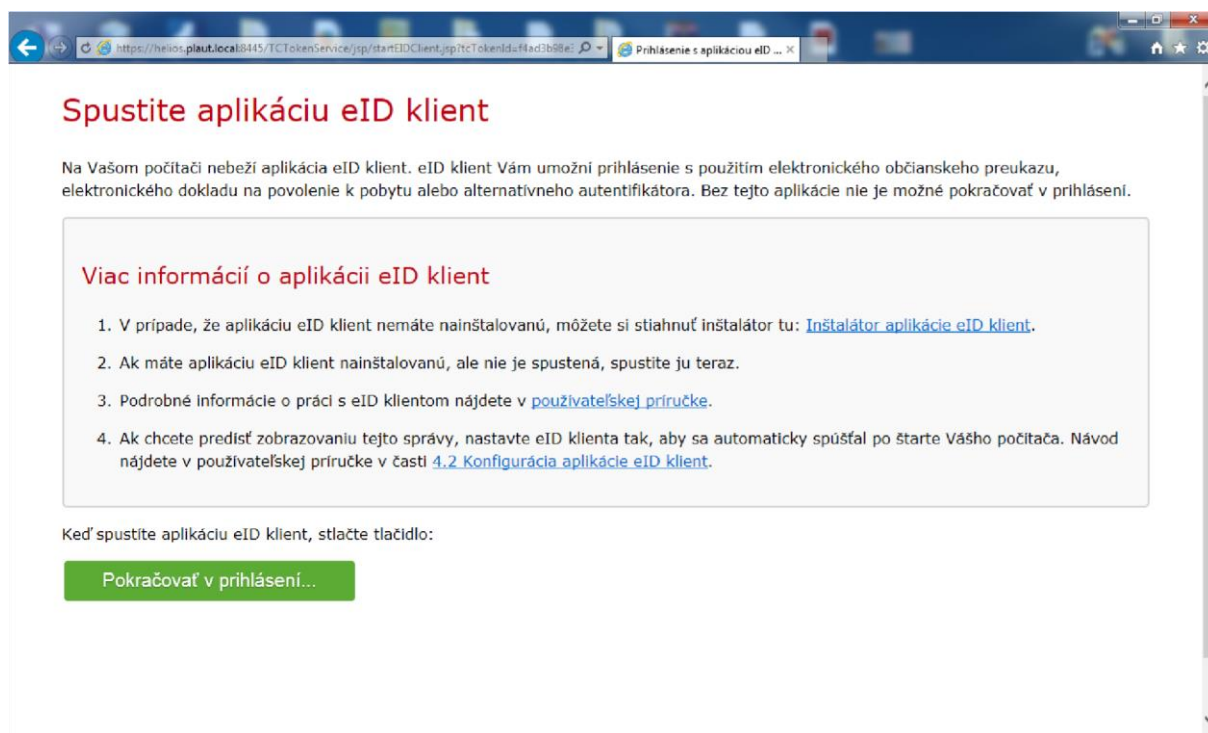 https://helios.plaut.local:8445/TCTokenService/jsp/startEIDClient.jsp?tcTokenId=f4ad3b98e
Prihlásenie s aplikáciou eID ...
Spustite aplikáciu eID klient
Na Vašom počítači nebeží aplikácia eID klient. eID klient Vám umožní prihlásenie s použitím elektronického občianskeho preukazu,
elektronického dokladu na povolenie k pobytu alebo alternatívneho autentifikátora. Bez tejto aplikácie nie je možné pokračovať v prihlásení.
Viac informácií o aplikácii eID klient
1. V prípade, že aplikáciu eID klient nemáte nainštalovanú, môžete si stiahnuť inštalátor tu: Inštalátor aplikácie eID klient.
2. Ak máte aplikáciu eID klient nainštalovanú, ale nie je spustená, spustite ju teraz.
3. Podrobné informácie o práci s eID klientom nájdete v používateľskej príručke.
4. Ak chcete predísť zobrazovaniu tejto správy, nastavte eID klienta tak, aby sa automaticky spúšťal po štarte Vášho počítača. Návod
nájdete v používateľskej príručke v časti 4.2 Konfigurácia aplikácie eID klient.
Keď spustíte aplikáciu eID klient, stlačte tlačidlo:
Pokračovať v prihlásení...